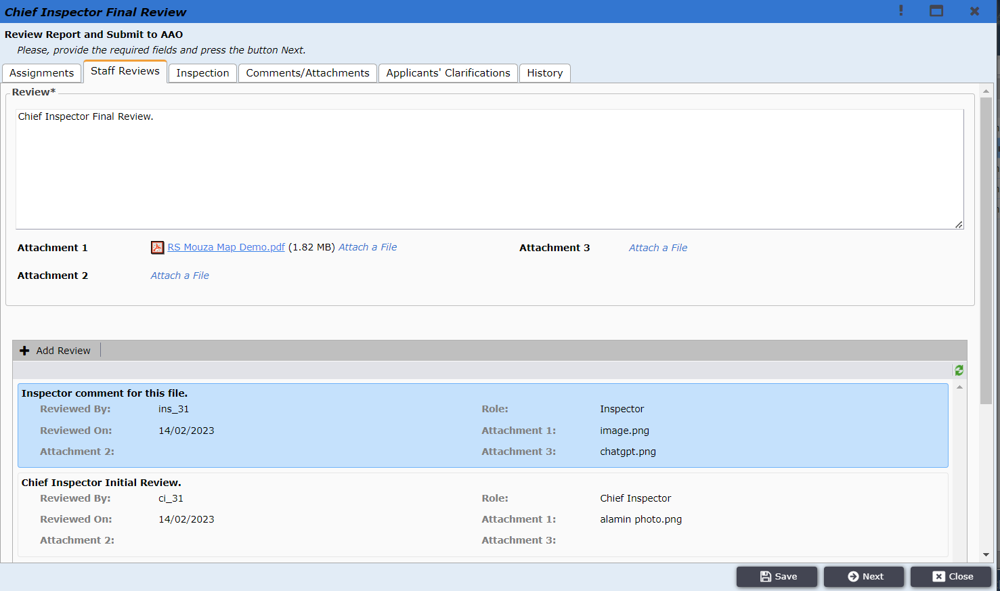 Chief Inspector Final Review
Review Report and Submit to AAO
Please, provide the required fields and press the button Next.
Assignments Staff Reviews Inspection Comments/Attachments Applicants' Clarifications History
Review*
Chief Inspector Final Review.
Attachment 1 RS Mouza Map Demo.pdf (1.82 MB) Attach a File Attachment 3 Attach a File
Attachment 2 Attach a File
Add Review
Inspector comment for this file.
Reviewed By: ins_31 Role: Inspector
Reviewed On: 14/02/2023 Attachment 1: image.png
Attachment 2: Attachment 3: chatgpt.png
Chief Inspector Initial Review.
Reviewed By: ci_31 Role: Chief Inspector
Reviewed On: 14/02/2023 Attachment 1: alamin photo.png
Attachment 2: Attachment 3:
Save Next Close